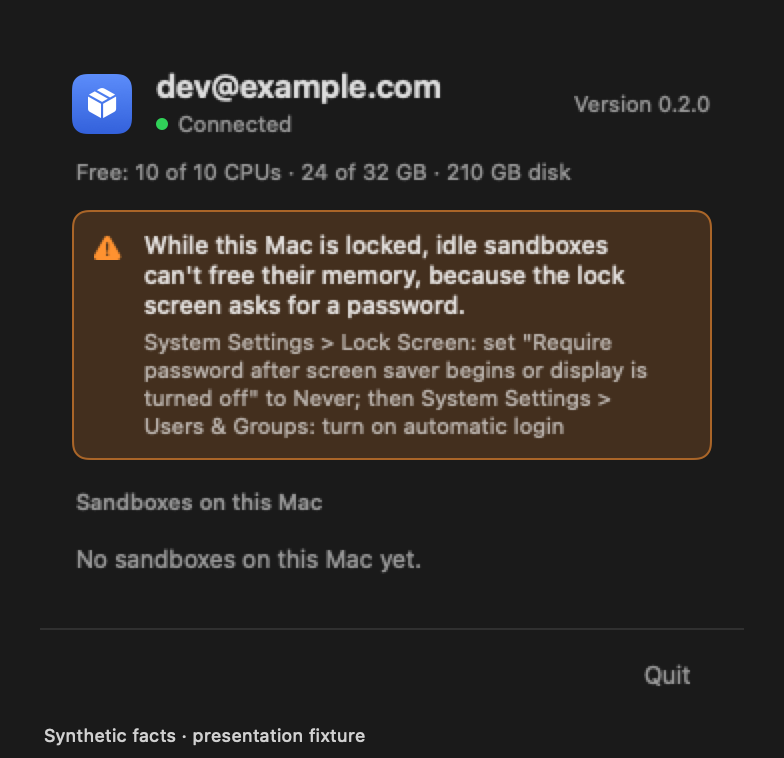 dev@example.com
Connected
Version 0.2.0
Free: 10 of 10 CPUs · 24 of 32 GB · 210 GB disk
While this Mac is locked, idle sandboxes
can't free their memory, because the lock
screen asks for a password.
System Settings > Lock Screen: set "Require
password after screen saver begins or display is
turned off" to Never; then System Settings >
Users & Groups: turn on automatic login
Sandboxes on this Mac
No sandboxes on this Mac yet.
Quit
Synthetic facts · presentation fixture